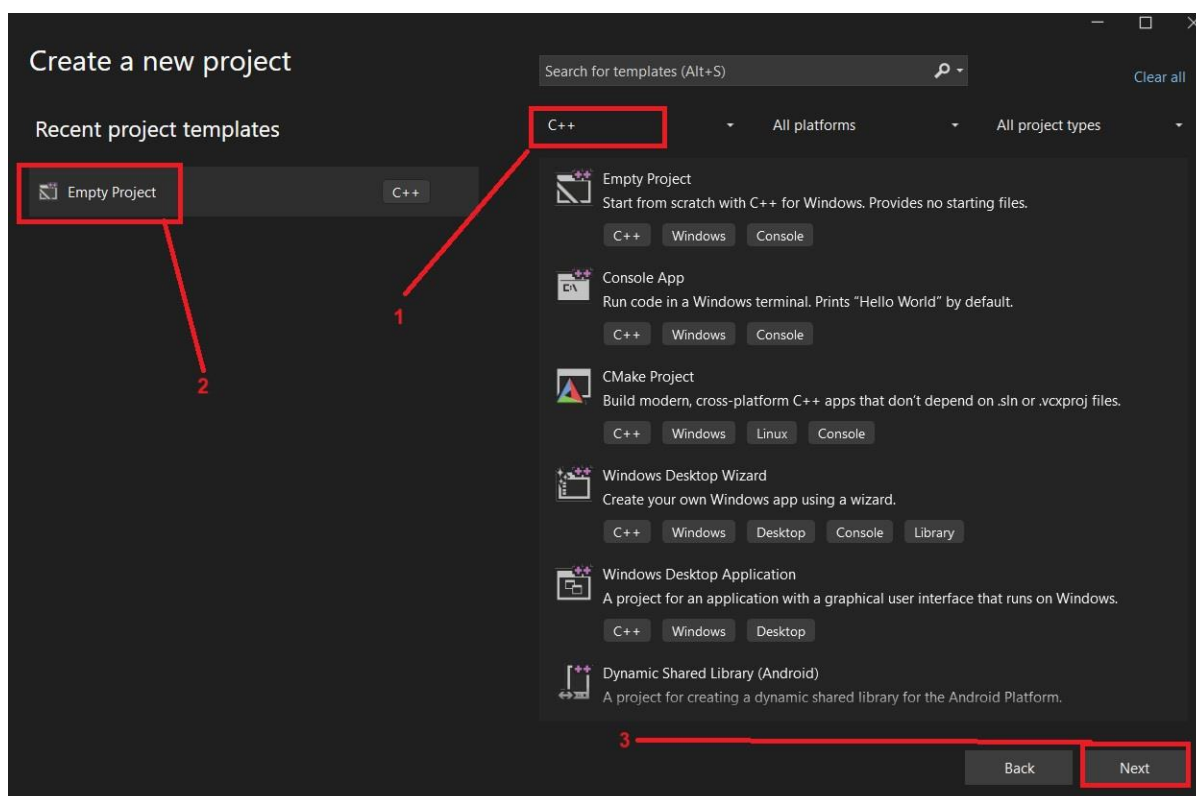 Create a new project
Search for templates (Alt+S)
Clear all
Recent project templates
C++
All platforms
All project types
Empty Project
C++
1
2
Empty Project
Start from scratch with C++ for Windows. Provides no starting files.
C++ Windows Console
Console App
Run code in a Windows terminal. Prints “Hello World” by default.
C++ Windows Console
CMake Project
Build modern, cross-platform C++ apps that don’t depend on .sln or .vcxproj files.
C++ Windows Linux Console
Windows Desktop Wizard
Create your own Windows app using a wizard.
C++ Windows Desktop Console Library
Windows Desktop Application
A project for an application with a graphical user interface that runs on Windows.
C++ Windows Desktop
Dynamic Shared Library (Android)
A project for creating a dynamic shared library for the Android Platform.
3
Back
Next